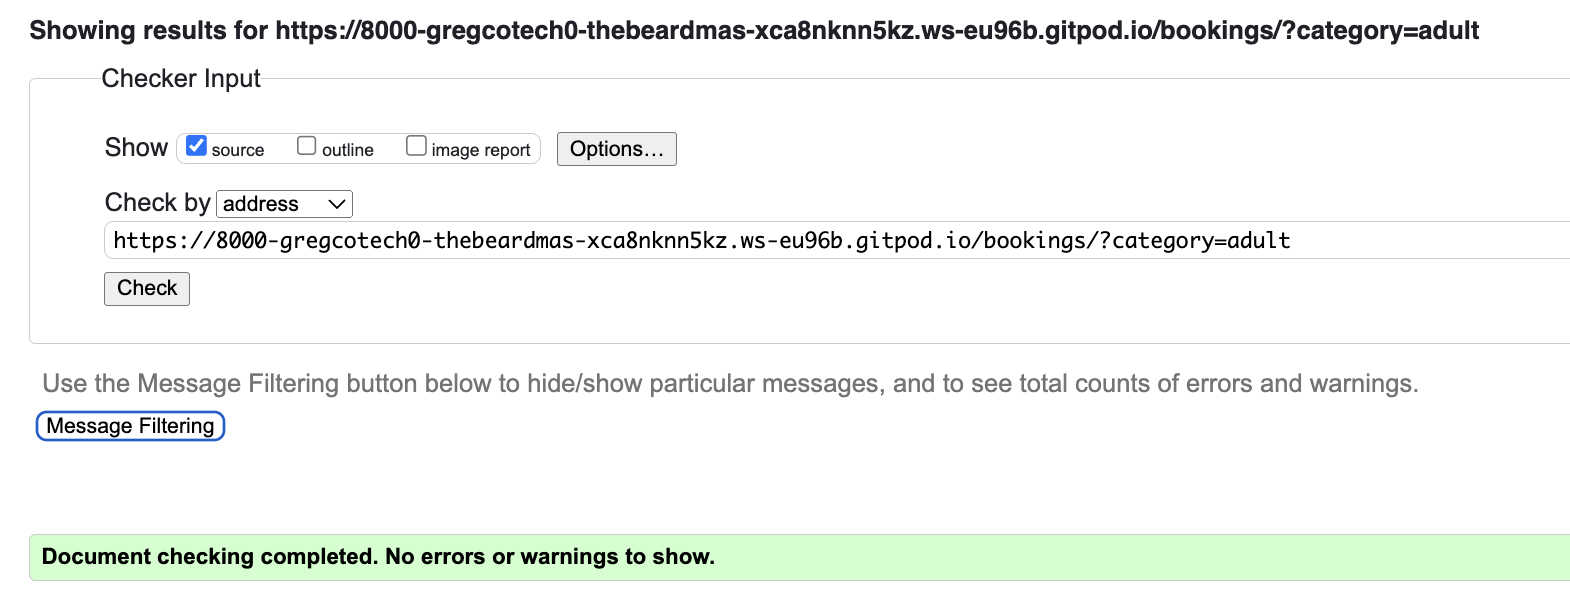 Showing results for https://8000-gregcotech0-thebeardmas-xca8nknn5kz.ws-eu96b.gitpod.io/bookings/?category=adult
Checker Input
Show source outline image report Options...
Check by address
https://8000-gregcotech0-thebeardmas-xca8nknn5kz.ws-eu96b.gitpod.io/bookings/?category=adult
Check
Use the Message Filtering button below to hide/show particular messages, and to see total counts of errors and warnings.
Message Filtering
Document checking completed. No errors or warnings to show.